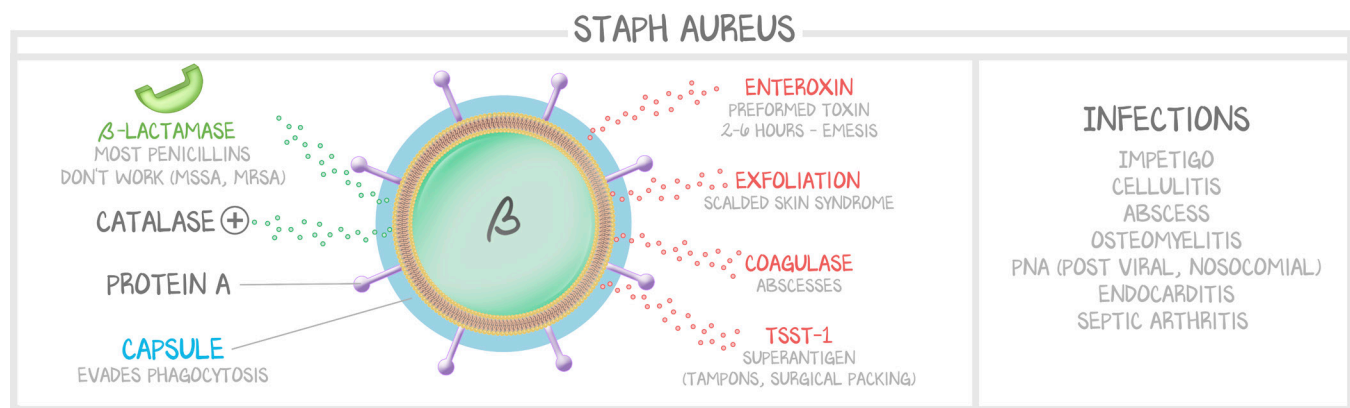 STAPH AUREUS
β-LACTAMASE
MOST PENICILLINS
DON'T WORK (MSSA, MRSA)
CATALASE +
PROTEIN A
CAPSULE
EVADES PHAGOCYTOSIS
β
ENTEROXIN
PREFORMED TOXIN
2-6 HOURS - EMESIS
EXFOLIATION
SCALDED SKIN SYNDROME
COAGULASE
ABSCESSES
TSST-1
SUPERANTIGEN
(TAMPONS, SURGICAL PACKING)
INFECTIONS
IMPETIGO
CELLULITIS
ABSCESS
OSTEOMYELITIS
PNA (POST VIRAL, NOSOCOMIAL)
ENDOCARDITIS
SEPTIC ARTHRITIS